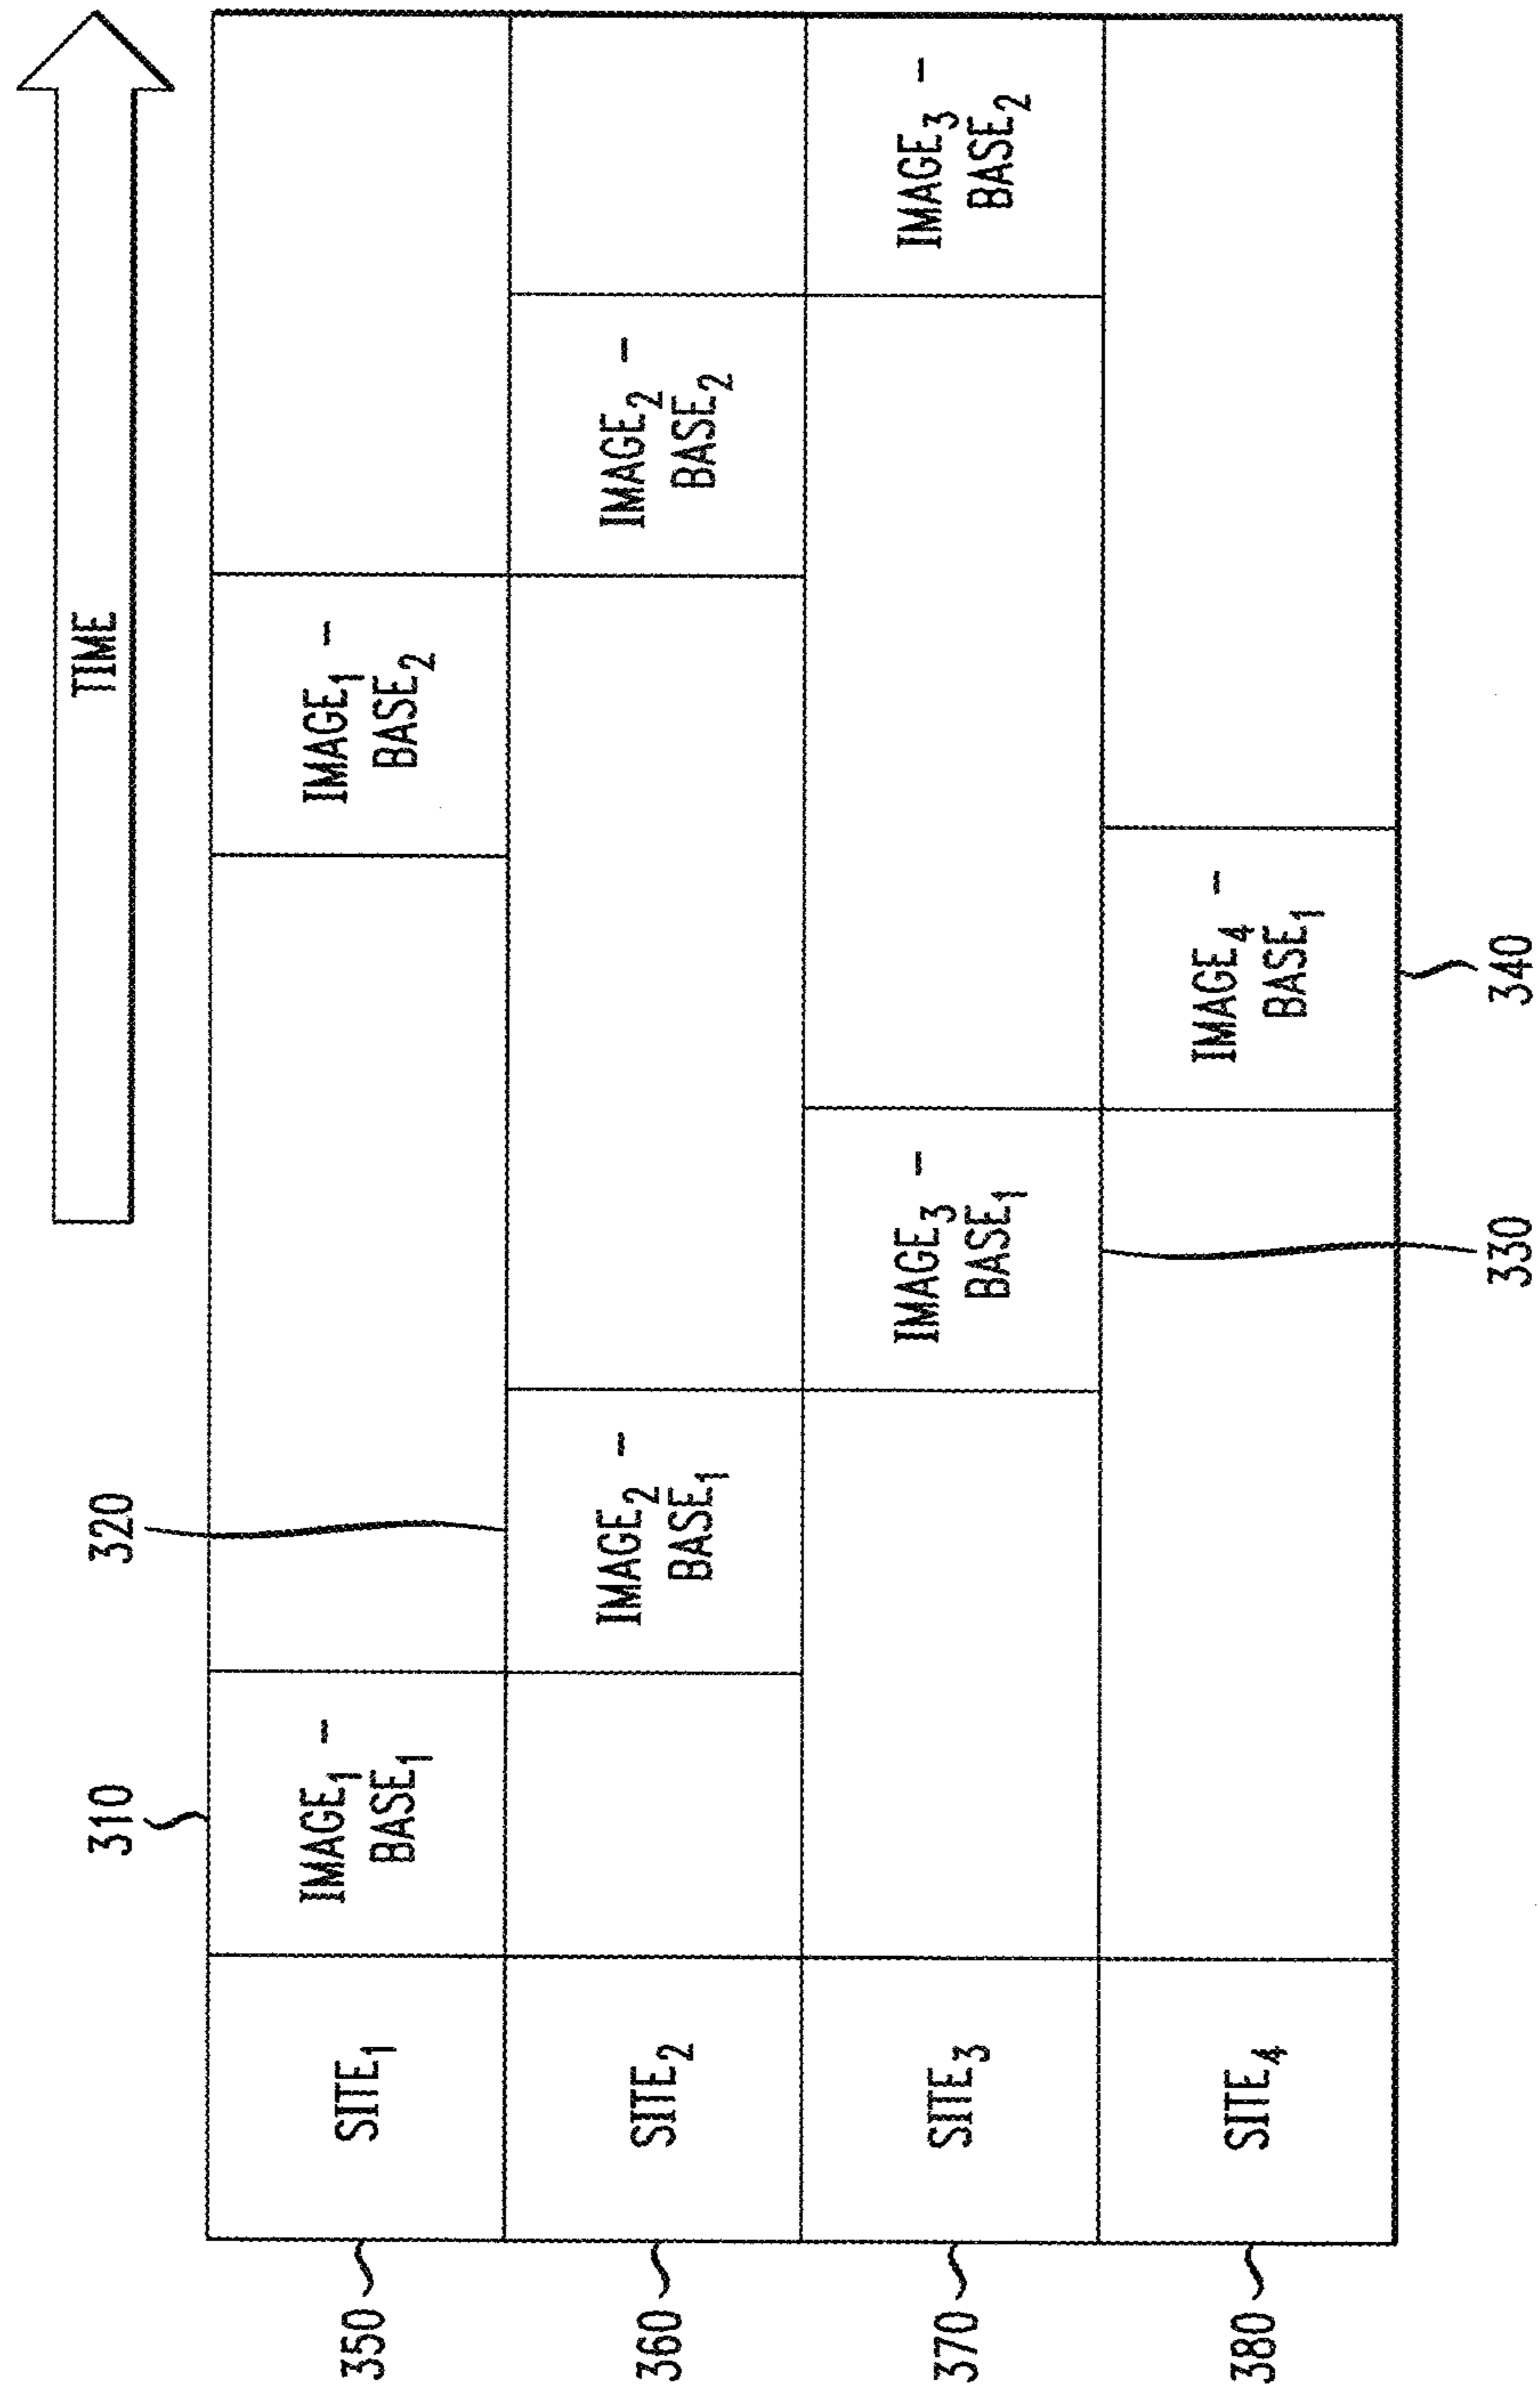 310
320
TIME
350
SITE₁
IMAGE₁ –
BASE₁
IMAGE₁ –
BASE₂
360
SITE₂
IMAGE₂ –
BASE₁
IMAGE₂ –
BASE₂
370
SITE₃
IMAGE₃ –
BASE₁
IMAGE₃ –
BASE₂
380
SITE₄
IMAGE₄ –
BASE₁
330
340